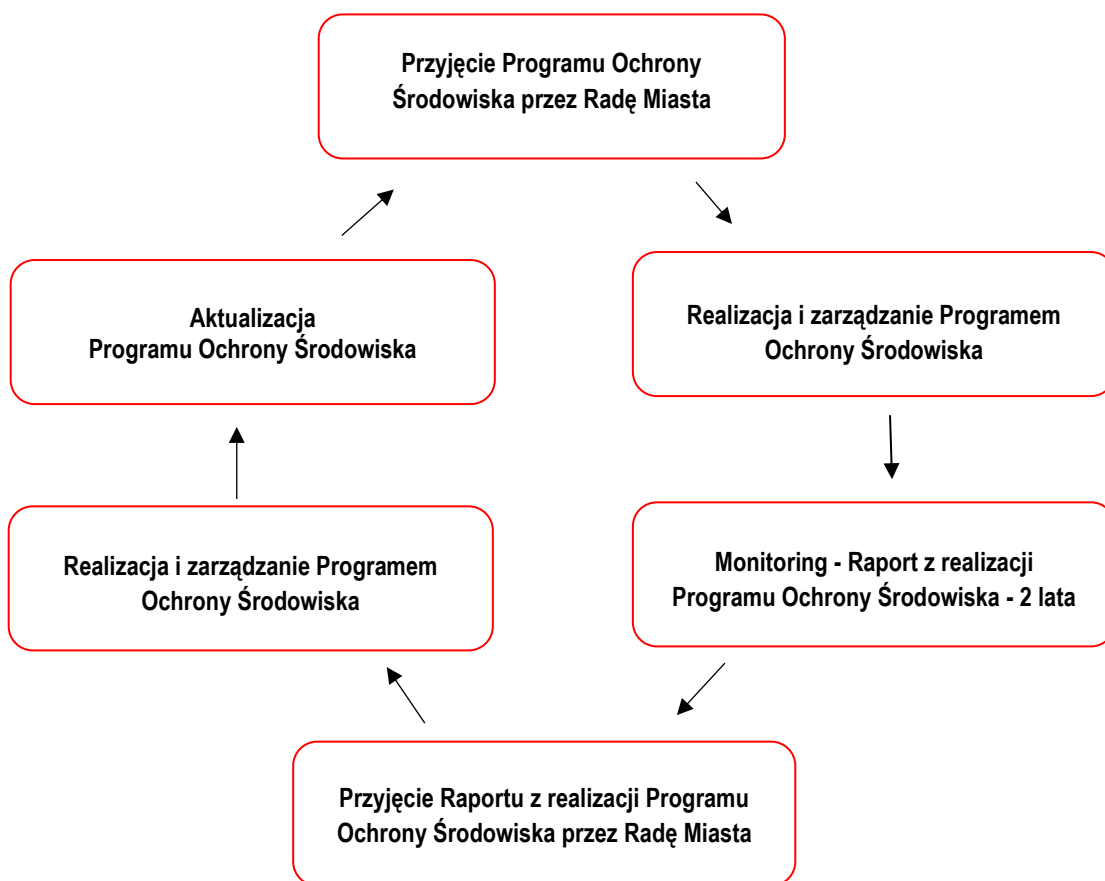 Przyjęcie Programu Ochrony
Środowiska przez Radę Miasta
Aktualizacja
Programu Ochrony Środowiska
Realizacja i zarządzanie Programem
Ochrony Środowiska
Realizacja i zarządzanie Programem
Ochrony Środowiska
Monitoring - Raport z realizacji
Programu Ochrony Środowiska - 2 lata
Przyjęcie Raportu z realizacji Programu
Ochrony Środowiska przez Radę Miasta